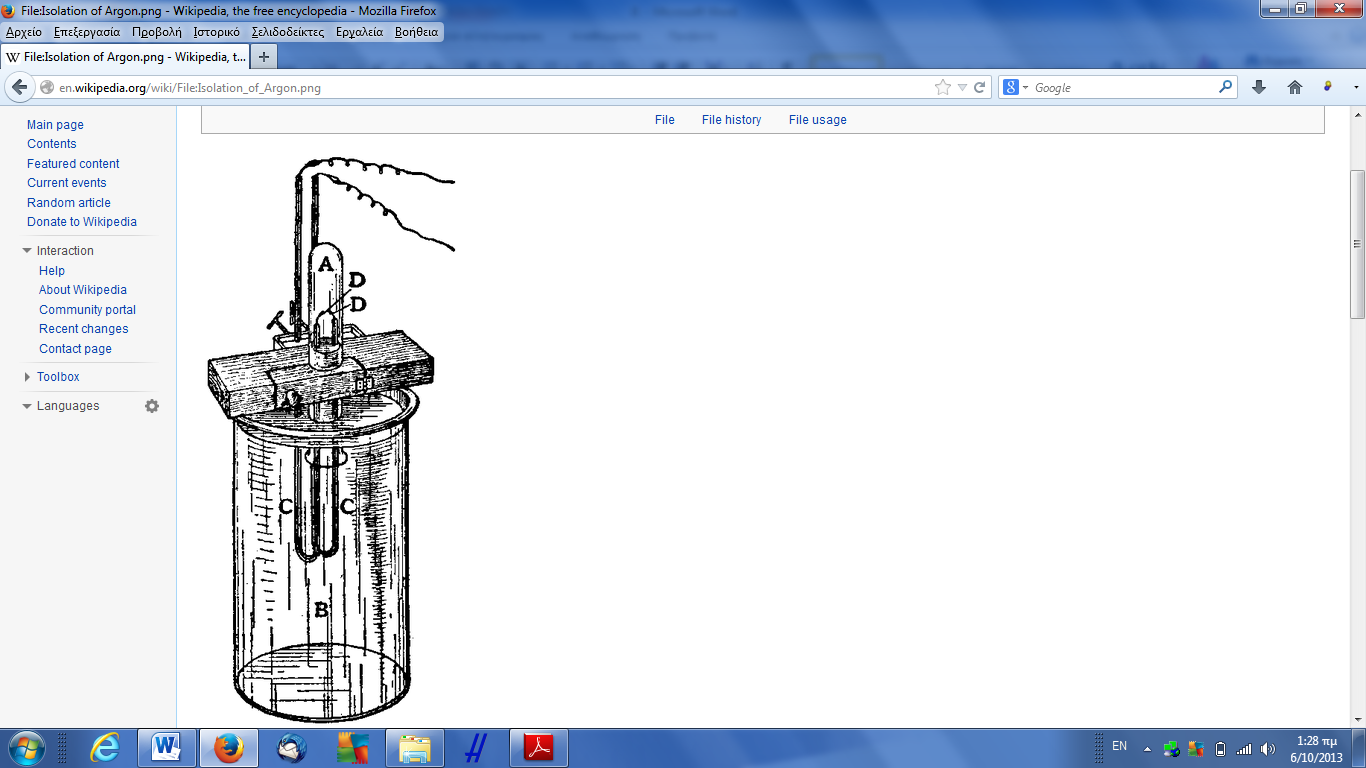 File:Isolation of Argon.png - Wikipedia, the free encyclopedia - Mozilla Firefox
Αρχείο Επεξεργασία Προβολή Ιστορικό Σελιδοδείκτες Εργαλεία Βοήθεια
W File:Isolation of Argon.png - Wikipedia, t... +
en.wikipedia.org/wiki/File:Isolation_of_Argon.png
8 Google
File File history File usage
Main page
Contents
Featured content
Current events
Random article
Donate to Wikipedia
Interaction
Help
About Wikipedia
Community portal
Recent changes
Contact page
Toolbox
Languages
A
D
D
C C
B
EN
1:28 πμ
6/10/2013